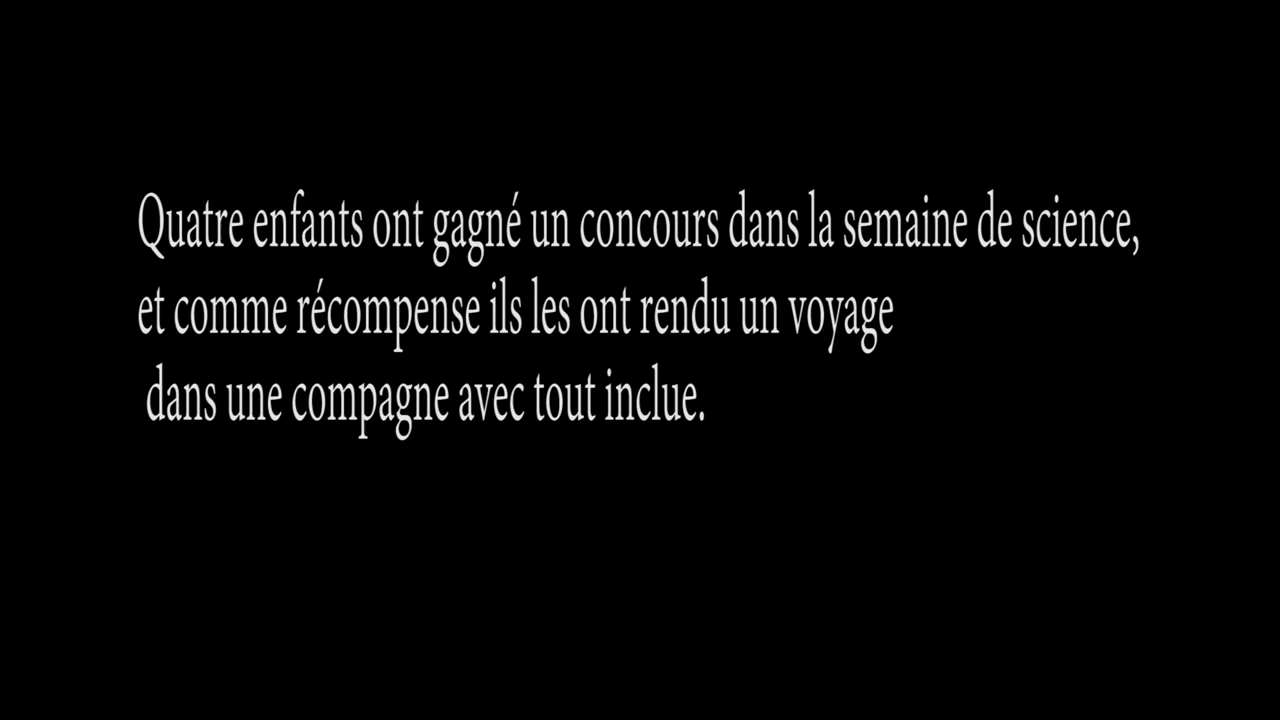 Quatre enfants ont gagné un concours dans la semaine de science,
et comme récompense ils les ont rendu un voyage
dans une compagne avec tout inclue.